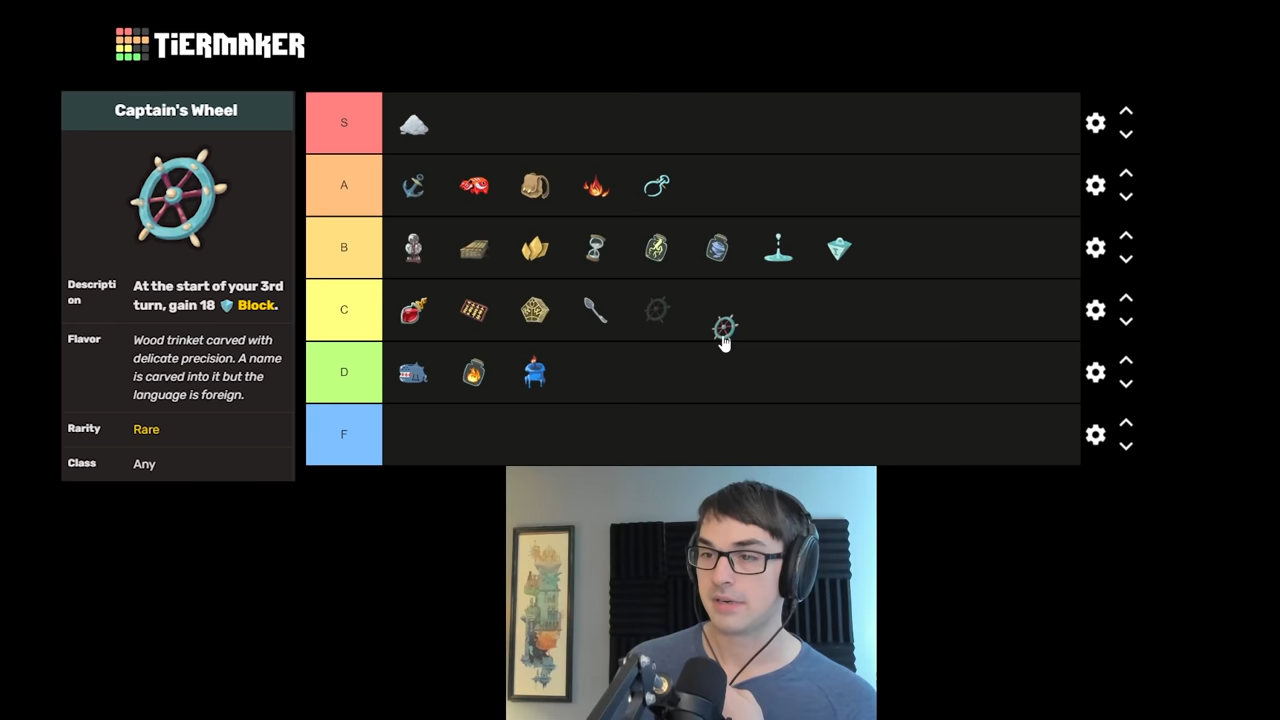 TiERMAKER
Captain's Wheel
Descripti
on
At the start of your 3rd
turn, gain 18 Block.
Flavor
Wood trinket carved with
delicate precision. A name
is carved into it but the
language is foreign.
Rarity
Rare
Class
Any
S
A
B
C
D
F